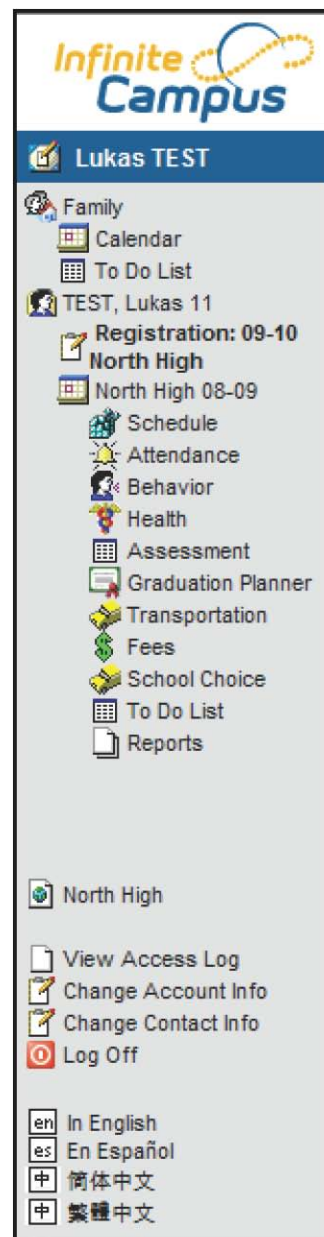 Infinite
Campus
Lukas TEST
Family
Calendar
To Do List
TEST, Lukas 11
Registration: 09-10
North High
North High 08-09
Schedule
Attendance
Behavior
Health
Assessment
Graduation Planner
Transportation
Fees
School Choice
To Do List
Reports
North High
View Access Log
Change Account Info
Change Contact Info
Log Off
en In English
es En Español
中 简体中文
中 繁體中文